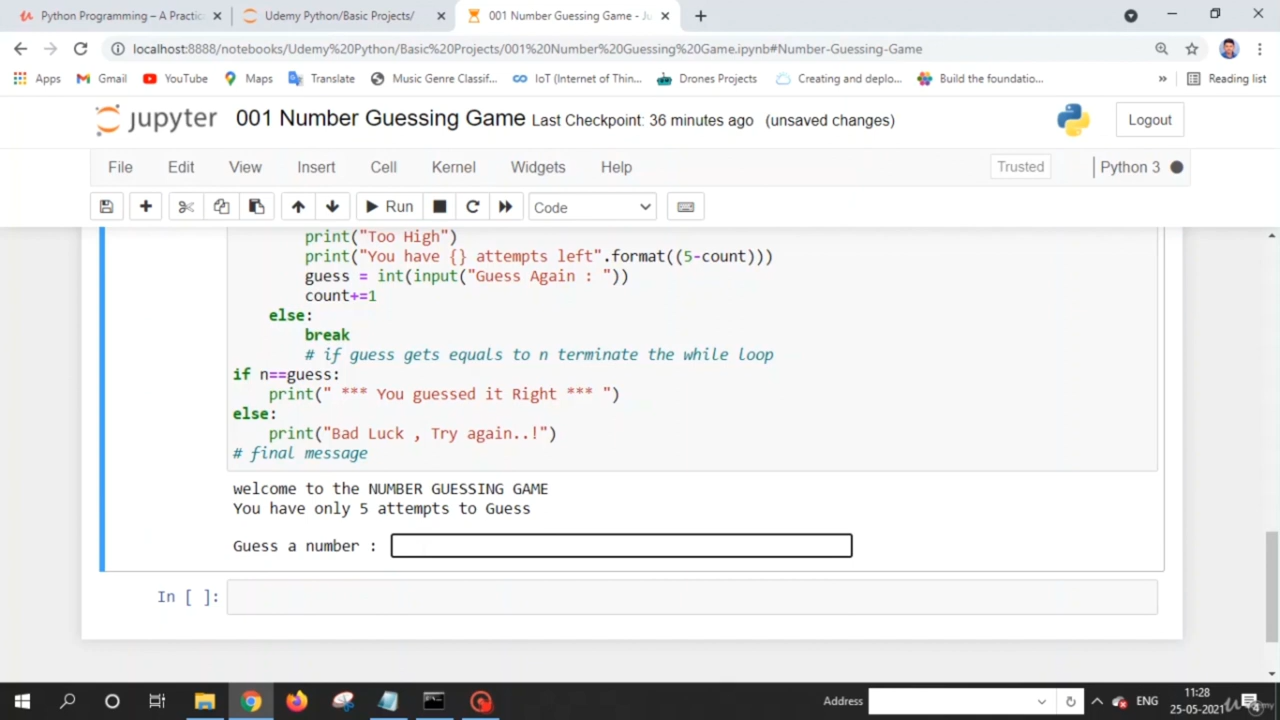 Python Programming – A Practic
Udemy Python/Basic Projects/
001 Number Guessing Game - Ju
localhost:8888/notebooks/Udemy%20Python/Basic%20Projects/001%20Number%20Guessing%20Game.ipynb#Number-Guessing-Game
Apps
Gmail
YouTube
Maps
Translate
Music Genre Classif...
IoT (Internet of Thin...
Drones Projects
Creating and deplo...
Build the foundatio...
»
Reading list
jupyter 001 Number Guessing Game Last Checkpoint: 36 minutes ago (unsaved changes)
Logout
File Edit View Insert Cell Kernel Widgets Help
Trusted
Python 3
Run
Code
print("Too High")
print("You have {} attempts left".format((5-count)))
guess = int(input("Guess Again : "))
count+=1
else:
break
# if guess gets equals to n terminate the while loop
if n==guess:
print(" *** You guessed it Right *** ")
else:
print("Bad Luck , Try again..!")
# final message
welcome to the NUMBER GUESSING GAME
You have only 5 attempts to Guess
Guess a number :
In [ ]:
Address
ENG
11:28
25-05-2021